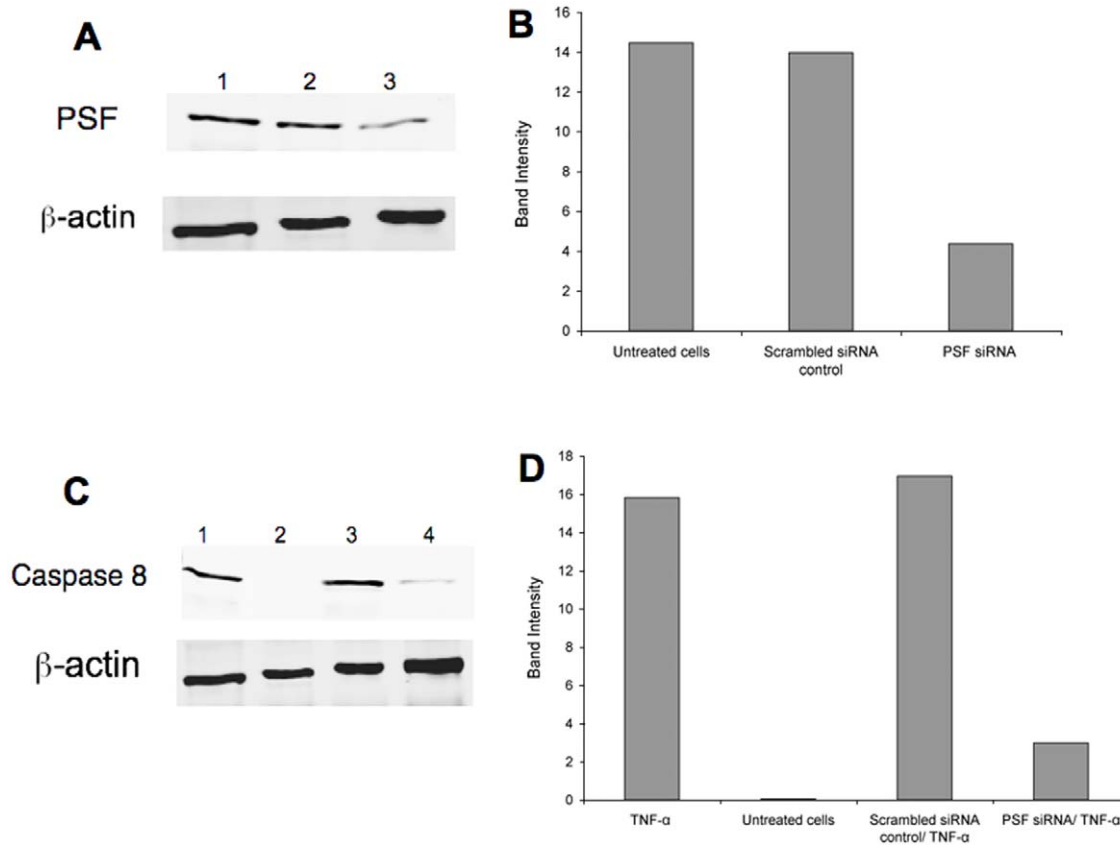 A
1 2 3
PSF
β-actin
B
16
14
12
10
8
6
4
2
0
Band Intensity
Untreated cells
Scrambled siRNA
control
PSF siRNA
C
1 2 3 4
Caspase 8
β-actin
D
18
16
14
12
10
8
6
4
2
0
Band Intensity
TNF-α
Untreated cells
Scrambled siRNA
control/ TNF-α
PSF siRNA/ TNF-α